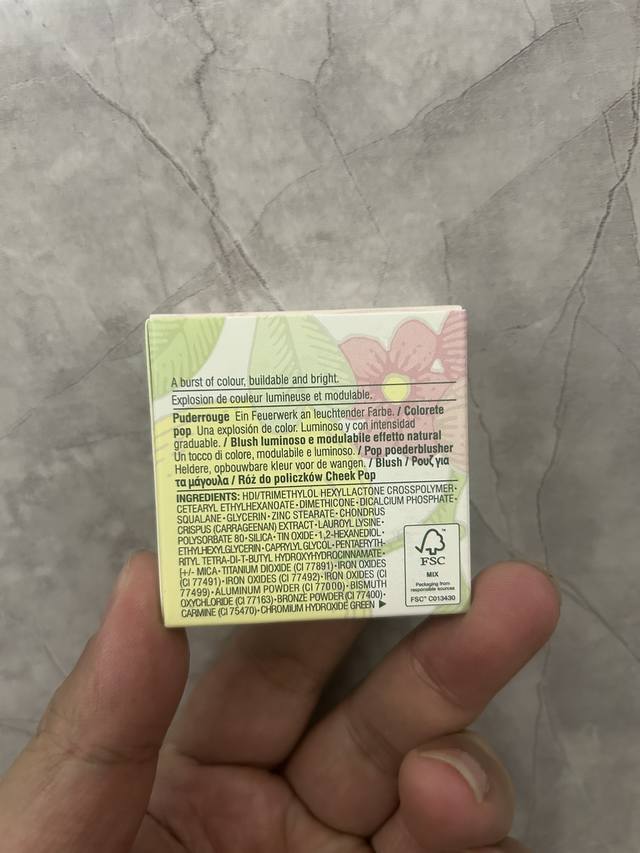 A burst of colour, buildable and bright.
Explosion de couleur lumineuse et modulable.
Puderrouge Ein Feuerwerk an leuchtender Farbe. / Colorete
pop Una explosión de color. Luminoso y con intensidad
graduable. / Blush luminoso e modulabile effetto natural
Un tocco di colore, modulabile e luminoso. / Pop poederblusher
Heldere, opbouwbare kleur voor de wangen. / Blush / Ρουζ για
τα μάγουλα / Róż do policzków Cheek Pop
INGREDIENTS: HDI/TRIMETHYLOL HEXYLLACTONE CROSSPOLYMER•
CETEARYL ETHYLHEXANOATE•DIMETHICONE•DICALCIUM PHOSPHATE•
SQUALANE•GLYCERIN•ZINC STEARATE•CHONDRUS
CRISPUS (CARRAGEENAN) EXTRACT•LAUROYL LYSINE•
POLYSORBATE 80•SILICA•TIN OXIDE•1,2-HEXANEDIOL•
ETHYLHEXYLGLYCERIN•CAPRYLYL GLYCOL•PENTAERYTH-
RITYL TETRA-DI-T-BUTYL HYDROXYHYDROCINNAMATE•
[+/- MICA•TITANIUM DIOXIDE (CI 77891)•IRON OXIDES
(CI 77491)•IRON OXIDES (CI 77492)•IRON OXIDES (CI
77499)•ALUMINUM POWDER (CI 77000)•BISMUTH
OXYCHLORIDE (CI 77163)•BRONZE POWDER (CI 77400)•
CARMINE (CI 75470)•CHROMIUM HYDROXIDE GREEN ▶
FSC
MIX
Packaging from
responsible sources
FSC™ C013430